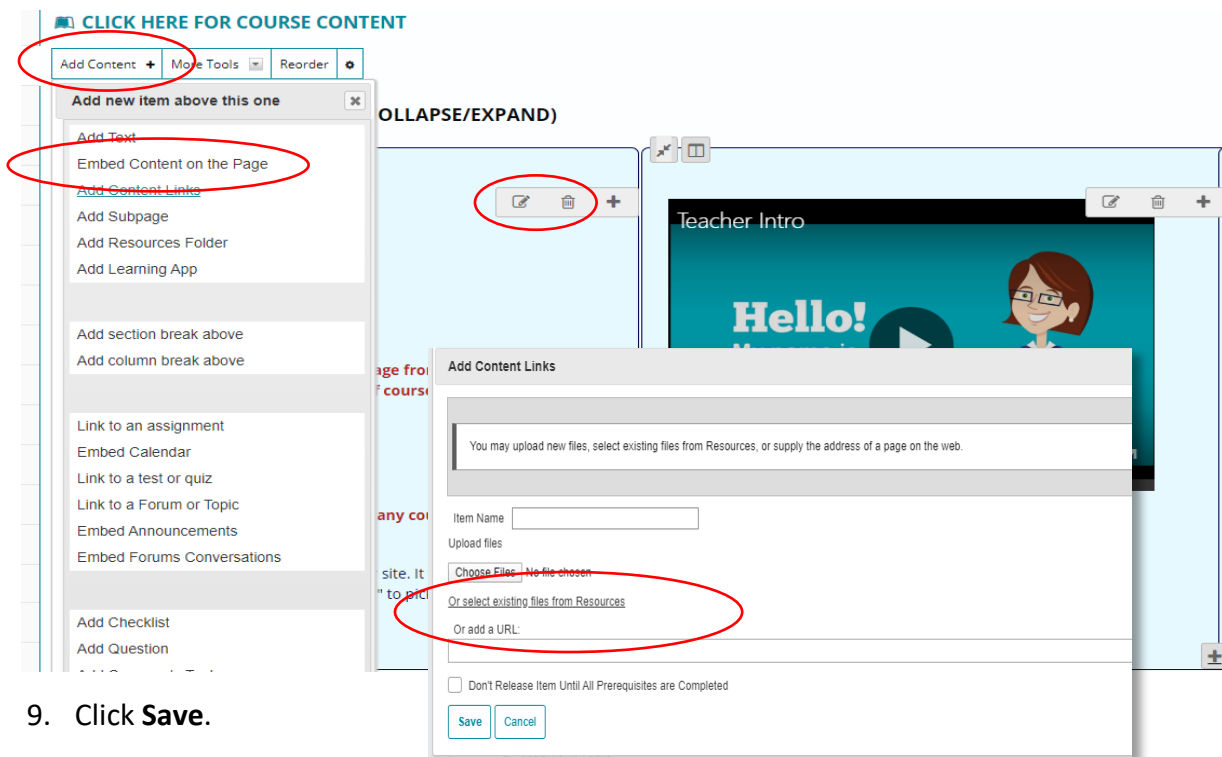 CLICK HERE FOR COURSE CONTENT
Add Content + More Tools Reorder
Add new item above this one
OLLAPSE/EXPAND)
Add Text
Embed Content on the Page
Add Content Links
Add Subpage
Add Resources Folder
Add Learning App
Add section break above
Add column break above
Link to an assignment
Embed Calendar
Link to a test or quiz
Link to a Forum or Topic
Embed Announcements
Embed Forums Conversations
Add Checklist
Add Question
Teacher Intro
Hello!
age fro
f course
any cou
site. It
" to pic
Add Content Links
You may upload new files, select existing files from Resources, or supply the address of a page on the web.
Item Name
Upload files
Choose Files No file chosen
Or select existing files from Resources
Or add a URL:
Don't Release Item Until All Prerequisites are Completed
Save Cancel
9. Click Save.